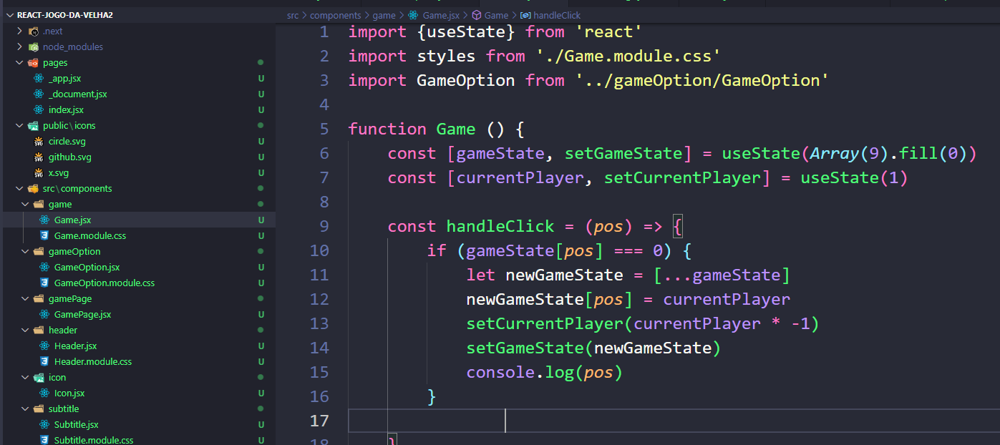 REACT-JOGO-DA-VELHA2
.next
node_modules
pages
_app.jsx U
_document.jsx U
index.jsx U
public\icons
circle.svg U
github.svg U
x.svg U
src\components
game
Game.jsx U
Game.module.css U
gameOption
GameOption.jsx U
GameOption.module.css U
gamePage
GamePage.jsx U
header
Header.jsx U
Header.module.css U
icon
Icon.jsx U
subtitle
Subtitle.jsx U
Subtitle.module.css U
src > components > game > Game.jsx > Game > handleClick
1 import {useState} from 'react'
2 import styles from './Game.module.css'
3 import GameOption from '../gameOption/GameOption'
4
5 function Game () {
6 const [gameState, setGameState] = useState(Array(9).fill(0))
7 const [currentPlayer, setCurrentPlayer] = useState(1)
8
9 const handleClick = (pos) => {
10 if (gameState[pos] === 0) {
11 let newGameState = [...gameState]
12 newGameState[pos] = currentPlayer
13 setCurrentPlayer(currentPlayer * -1)
14 setGameState(newGameState)
15 console.log(pos)
16 }
17
18 }